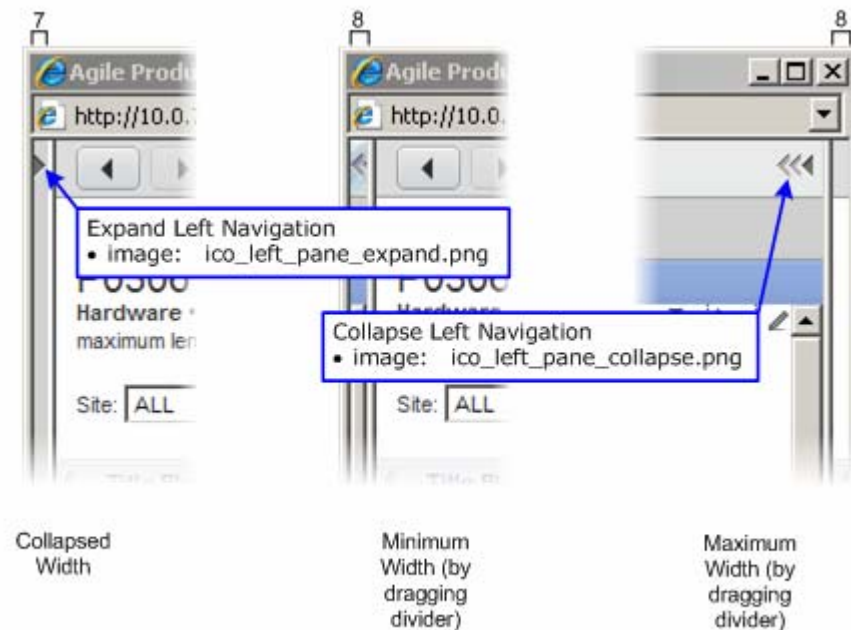 7
8
8
Agile Produ
Agile Prod
http://10.0.
http://10.0.
Expand Left Navigation
• image: ico_left_pane_expand.png
Hardware
maximum len
Collapse Left Navigation
• image: ico_left_pane_collapse.png
Site: ALL
Site: ALL
Collapsed
Width
Minimum
Width (by
dragging
divider)
Maximum
Width (by
dragging
divider)